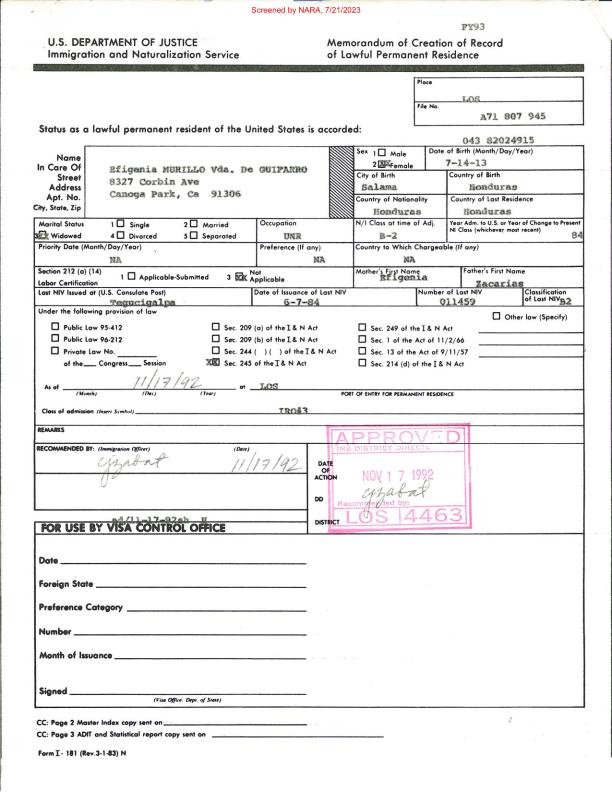 Screened by NARA, 7/21/2023
FY93
U.S. DEPARTMENT OF JUSTICE
Immigration and Naturalization Service
Memorandum of Creation of Record
of Lawful Permanent Residence
Place
LOS
File No.
A71 807 945
Status as a lawful permanent resident of the United States is accorded:
043 82024915
Name
In Care Of
Street
Address
Apt. No.
City, State, Zip
Efigenia MURILLO Vda. De GUIFARRO
8327 Corbin Ave
Canoga Park, Ca 91306
Sex 1 ☐ Male
2 ☒ Female
Date of Birth (Month/Day/Year)
7-14-13
City of Birth
Salama
Country of Birth
Honduras
Country of Nationality
Honduras
Country of Last Residence
Honduras
Marital Status 1 ☐ Single 2 ☐ Married
3 ☒ Widowed 4 ☐ Divorced 5 ☐ Separated
Occupation
UNR
N/I Class at time of Adj.
B-2
Year Adm. to U.S. or Year of Change to Present
NI Class (whichever most recent)
84
Priority Date (Month/Day/Year)
NA
Preference (If any)
NA
Country to Which Chargeable (If any)
NA
Section 212 (a) (14)
Labor Certification
1 ☐ Applicable-Submitted 3 ☒ Not
Applicable
Mother's First Name
Efigenia
Father's First Name
Zacarias
Last NIV Issued at (U.S. Consulate Post)
Tegucigalpa
Date of Issuance of Last NIV
6-7-84
Number of Last NIV
011459
Classification
of Last NIV B2
Under the following provision of law
☐ Other law (Specify)
☐ Public Law 95-412 ☐ Sec. 209 (a) of the I & N Act ☐ Sec. 249 of the I & N Act
☐ Public Law 96-212 ☐ Sec. 209 (b) of the I & N Act ☐ Sec. 1 of the Act of 11/2/66
☐ Private Law No. ☐ Sec. 244 ( ) ( ) of the I & N Act ☐ Sec. 13 of the Act of 9/11/57
of the Congress, Session ☒ Sec. 245 of the I & N Act ☐ Sec. 214 (d) of the I & N Act
As of 11/17/92 at LOS
(Month) (Day) (Year) PORT OF ENTRY FOR PERMANENT RESIDENCE
Class of admission (Insert Symbol)
REMARKS
RECOMMENDED BY: (Immigration Officer) (Date)
11/17/92
DATE
OF
ACTION
DD
DISTRICT
APPROVED
INS DISTRICT DIRECTOR
NOV 17 1992
Recommended by:
LOS 4463
FOR USE BY VISA CONTROL OFFICE
Date
Foreign State
Preference Category
Number
Month of Issuance
Signed
(Visa Office, Dept. of State)
CC: Page 2 Master Index copy sent on
CC: Page 3 ADIT and Statistical report copy sent on
Form I- 181 (Rev.3-1-83) N